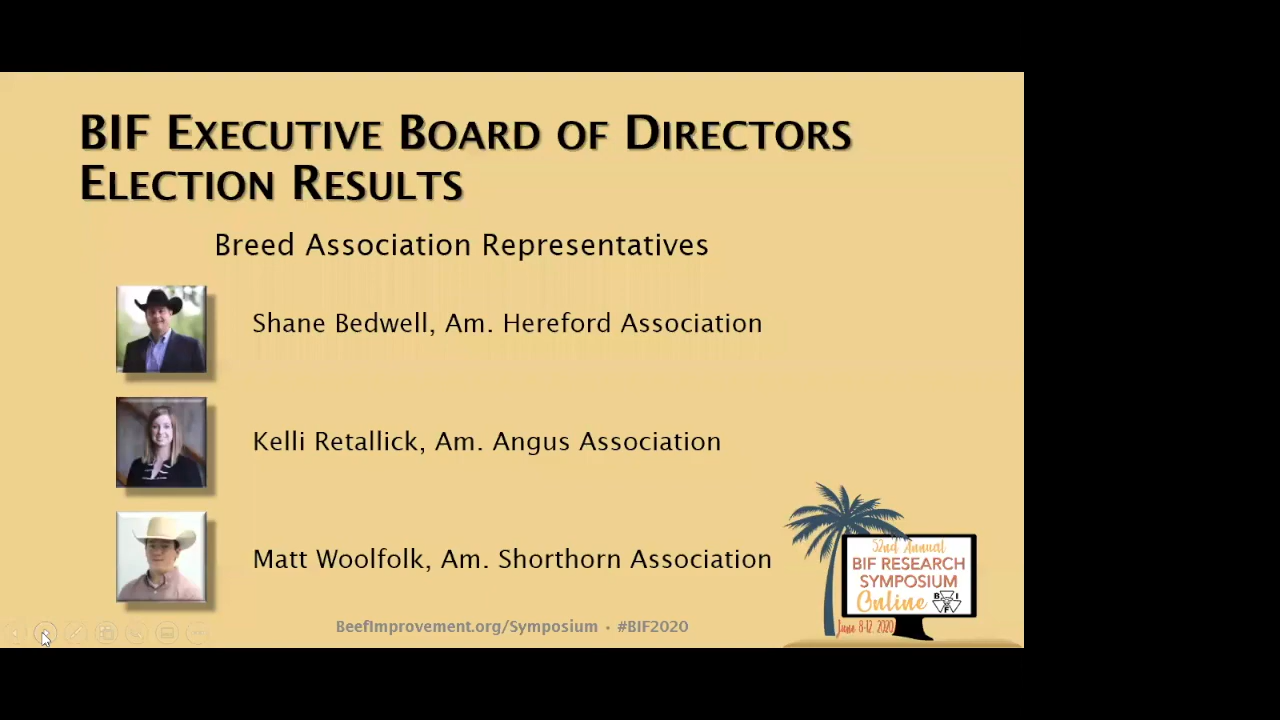 BIF EXECUTIVE BOARD OF DIRECTORS
ELECTION RESULTS
Breed Association Representatives
Shane Bedwell, Am. Hereford Association
Kelli Retallick, Am. Angus Association
Matt Woolfolk, Am. Shorthorn Association
52nd Annual
BIF RESEARCH
SYMPOSIUM
Online
B I
F
June 8-12, 2020
BeefImprovement.org/Symposium • #BIF2020